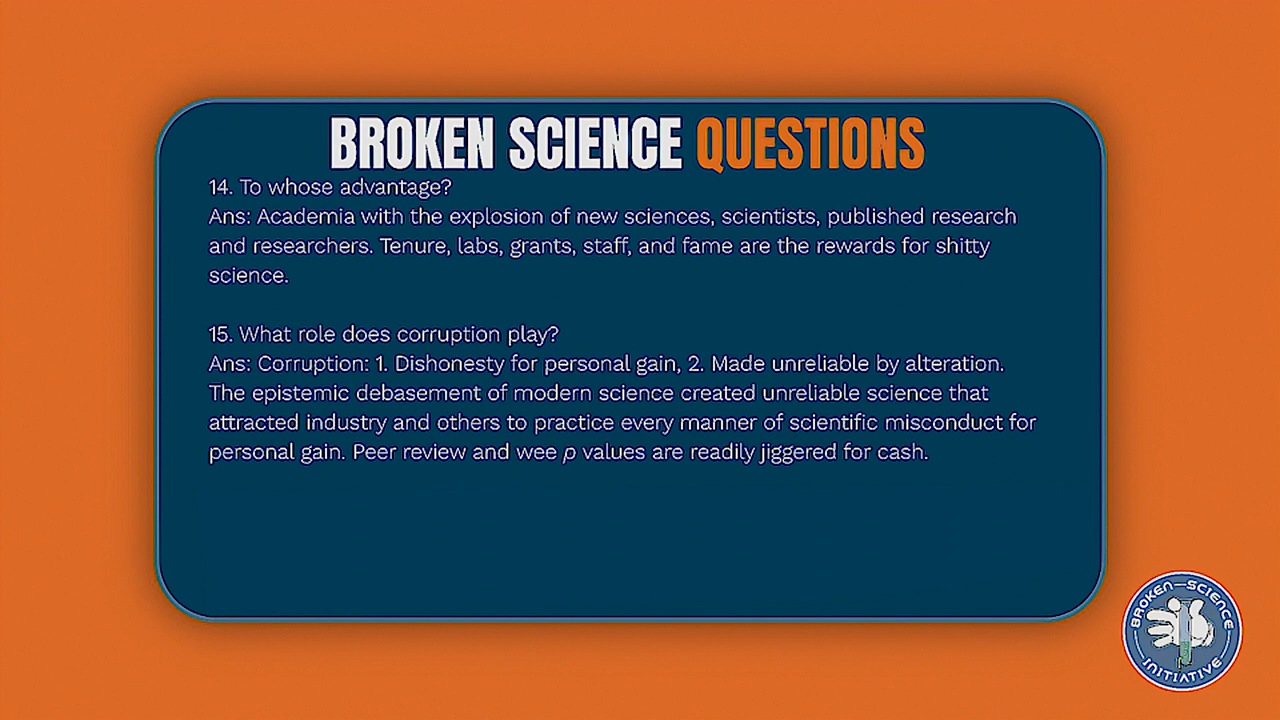 BROKEN SCIENCE QUESTIONS
14. To whose advantage?
Ans: Academia with the explosion of new sciences, scientists, published research
and researchers. Tenure, labs, grants, staff, and fame are the rewards for shitty
science.
15. What role does corruption play?
Ans: Corruption: 1. Dishonesty for personal gain, 2. Made unreliable by alteration.
The epistemic debasement of modern science created unreliable science that
attracted industry and others to practice every manner of scientific misconduct for
personal gain. Peer review and wee p values are readily jiggered for cash.
BROKEN-SCIENCE
INITIATIVE